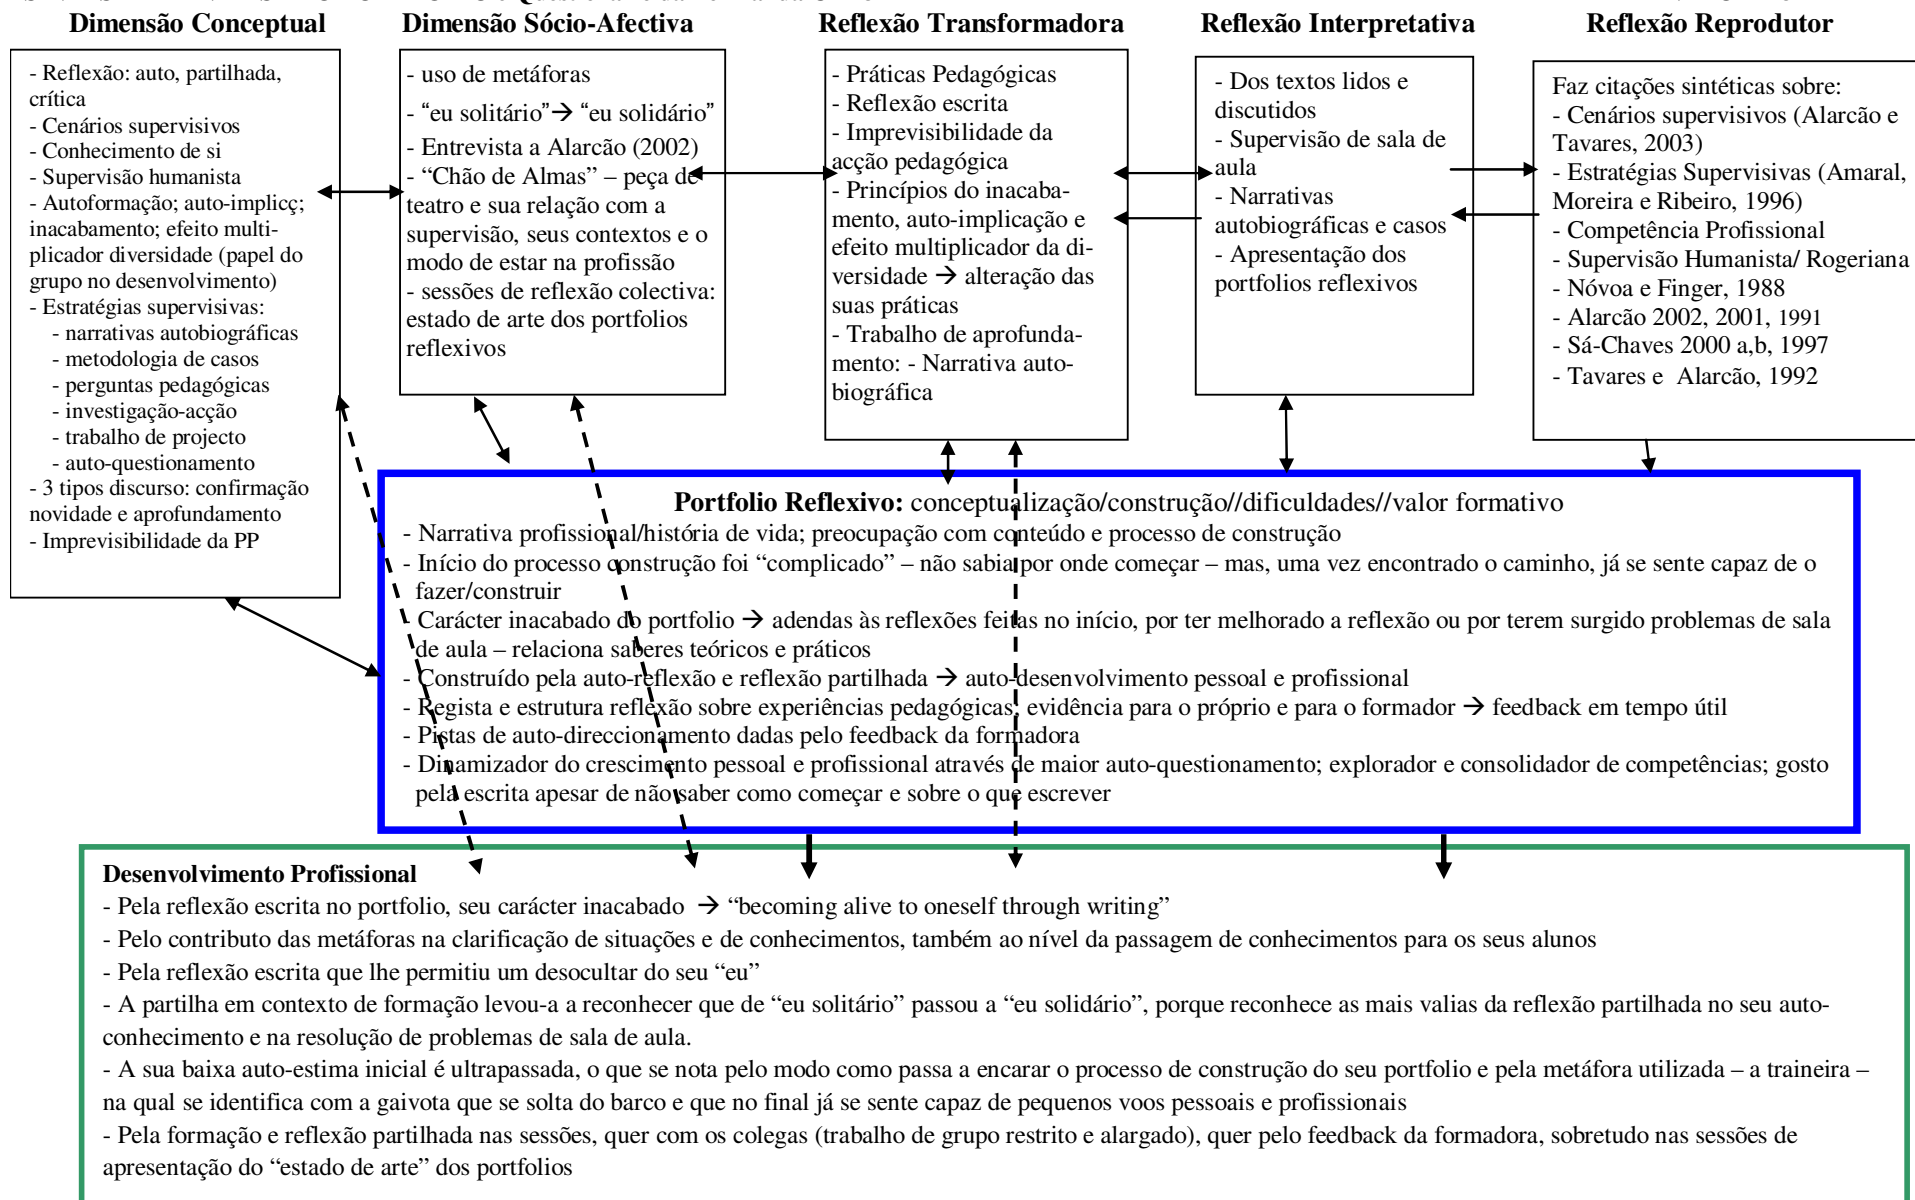 Dimensão Conceptual
- Reflexão: auto, partilhada,
crítica
- Cenários supervisivos
- Conhecimento de si
- Supervisão humanista
- Autoformação; auto-implicç;
inacabamento; efeito multi-
plicador diversidade (papel do
grupo no desenvolvimento)
- Estratégias supervisivas:
- narrativas autobiográficas
- metodologia de casos
- perguntas pedagógicas
- investigação-acção
- trabalho de projecto
- auto-questionamento
- 3 tipos discurso: confirmação
novidade e aprofundamento
- Imprevisibilidade da PP
Dimensão Sócio-Afectiva
- uso de metáforas
- “eu solitário”→ “eu solidário”
- Entrevista a Alarcão (2002)
- “Chão de Almas” – peça de
teatro e sua relação com a
supervisão, seus contextos e o
modo de estar na profissão
- sessões de reflexão colectiva:
estado de arte dos portfolios
reflexivos
Reflexão Transformadora
- Práticas Pedagógicas
- Reflexão escrita
- Imprevisibilidade da
acção pedagógica
- Princípios do inacaba-
mento, auto-implicação e
efeito multiplicador da di-
versidade → alteração das
suas práticas
- Trabalho de aprofunda-
mento: - Narrativa auto-
biográfica
Reflexão Interpretativa
- Dos textos lidos e
discutidos
- Supervisão de sala de
aula
- Narrativas
autobiográficas e casos
- Apresentação dos
portfolios reflexivos
Reflexão Reprodutor
Faz citações sintéticas sobre:
- Cenários supervisivos (Alarcão e
Tavares, 2003)
- Estratégias Supervisivas (Amaral,
Moreira e Ribeiro, 1996)
- Competência Profissional
- Supervisão Humanista/ Rogeriana
- Nóvoa e Finger, 1988
- Alarcão 2002, 2001, 1991
- Sá-Chaves 2000 a,b, 1997
- Tavares e Alarcão, 1992
Portfolio Reflexivo: conceptualização/construção//dificuldades//valor formativo
- Narrativa profissional/história de vida; preocupação com conteúdo e processo de construção
- Início do processo construção foi “complicado” – não sabia por onde começar – mas, uma vez encontrado o caminho, já se sente capaz de o
fazer/construir
- Carácter inacabado do portfolio → adendas às reflexões feitas no início, por ter melhorado a reflexão ou por terem surgido problemas de sala
de aula – relaciona saberes teóricos e práticos
- Construído pela auto-reflexão e reflexão partilhada → auto-desenvolvimento pessoal e profissional
- Regista e estrutura reflexão sobre experiências pedagógicas, evidência para o próprio e para o formador → feedback em tempo útil
- Pistas de auto-direccionamento dadas pelo feedback da formadora
- Dinamizador do crescimento pessoal e profissional através de maior auto-questionamento; explorador e consolidador de competências; gosto
pela escrita apesar de não saber como começar e sobre o que escrever
Desenvolvimento Profissional
- Pela reflexão escrita no portfolio, seu carácter inacabado → “becoming alive to oneself through writing”
- Pelo contributo das metáforas na clarificação de situações e de conhecimentos, também ao nível da passagem de conhecimentos para os seus alunos
- Pela reflexão escrita que lhe permitiu um desocultar do seu “eu”
- A partilha em contexto de formação levou-a a reconhecer que de “eu solitário” passou a “eu solidário”, porque reconhece as mais valias da reflexão partilhada no seu auto-
conhecimento e na resolução de problemas de sala de aula.
- A sua baixa auto-estima inicial é ultrapassada, o que se nota pelo modo como passa a encarar o processo de construção do seu portfolio e pela metáfora utilizada – a traineira –
na qual se identifica com a gaivota que se solta do barco e que no final já se sente capaz de pequenos voos pessoais e profissionais
- Pela formação e reflexão partilhada nas sessões, quer com os colegas (trabalho de grupo restrito e alargado), quer pelo feedback da formadora, sobretudo nas sessões de
apresentação do “estado de arte” dos portfolios